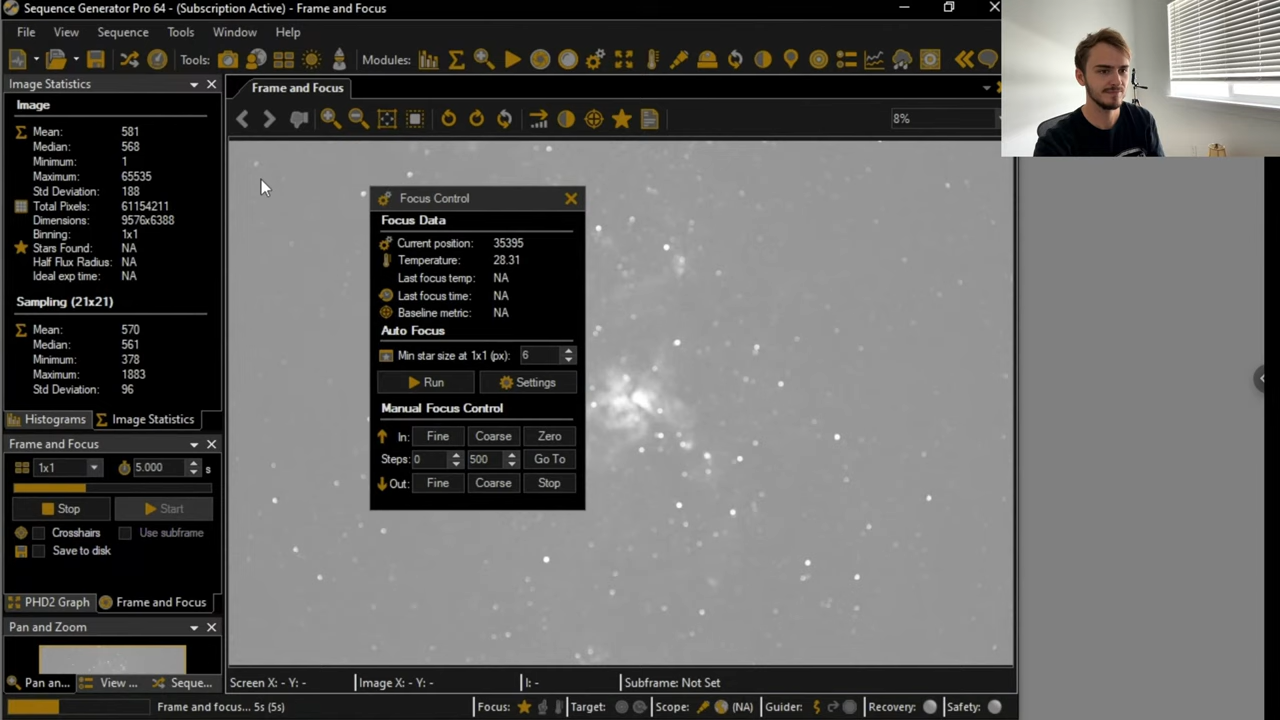 Sequence Generator Pro 64 - (Subscription Active) - Frame and Focus
File View Sequence Tools Window Help
Tools: Modules:
Image Statistics
Frame and Focus
8%
Image
Mean: 581
Median: 568
Minimum: 1
Maximum: 65535
Std Deviation: 188
Total Pixels: 61154211
Dimensions: 9576x6388
Binning: 1x1
Stars Found: NA
Half Flux Radius: NA
Ideal exp time: NA
Sampling (21x21)
Mean: 570
Median: 561
Minimum: 378
Maximum: 1883
Std Deviation: 96
Histograms Image Statistics
Frame and Focus
1x1 5.000 s
Stop Start
Crosshairs Use subframe
Save to disk
PHD2 Graph Frame and Focus
Pan and Zoom
Pan an... View ... Seque...
Focus Control
Focus Data
Current position: 35395
Temperature: 28.31
Last focus temp: NA
Last focus time: NA
Baseline metric: NA
Auto Focus
Min star size at 1x1 (px): 6
Run Settings
Manual Focus Control
In: Fine Coarse Zero
Steps: 0 500 Go To
Out: Fine Coarse Stop
Screen X: - Y: - Image X: - Y: - I: - Subframe: Not Set
Frame and focus... 5s (5s) Focus: Target: Scope: (NA) Guider: Recovery: Safety: